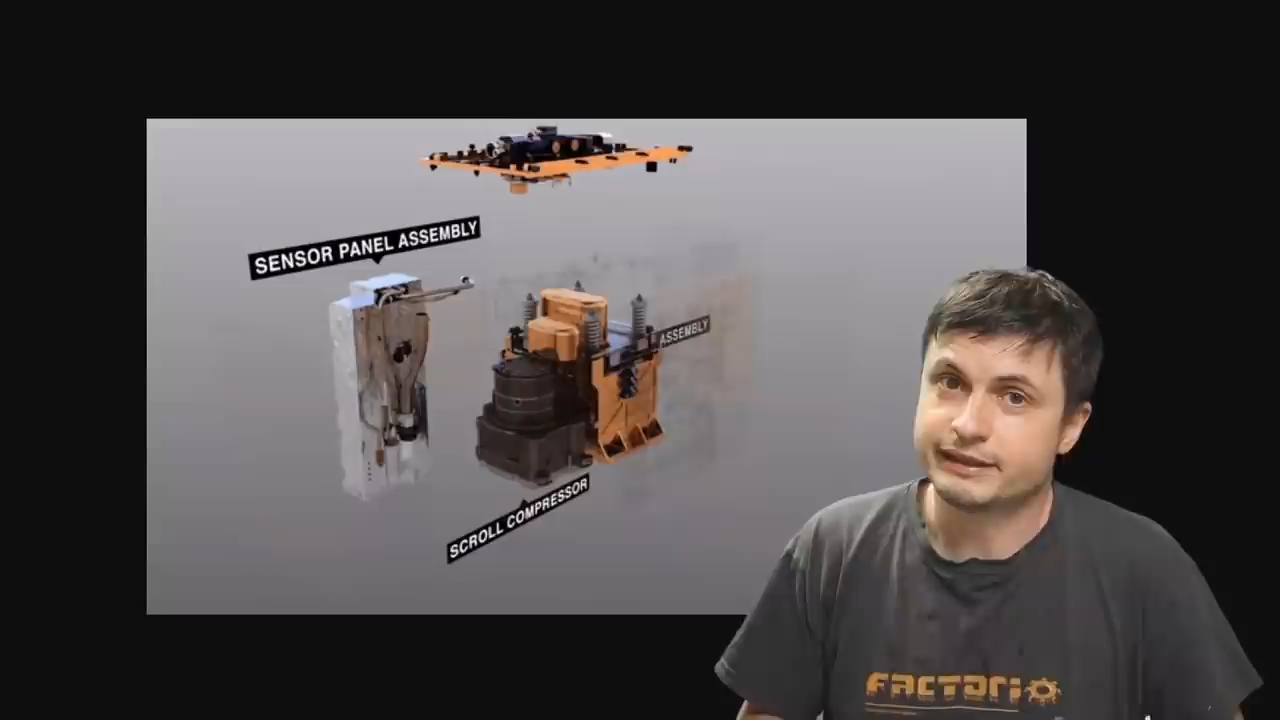 SENSOR PANEL ASSEMBLY
ASSEMBLY
SCROLL COMPRESSOR
FACTORIO